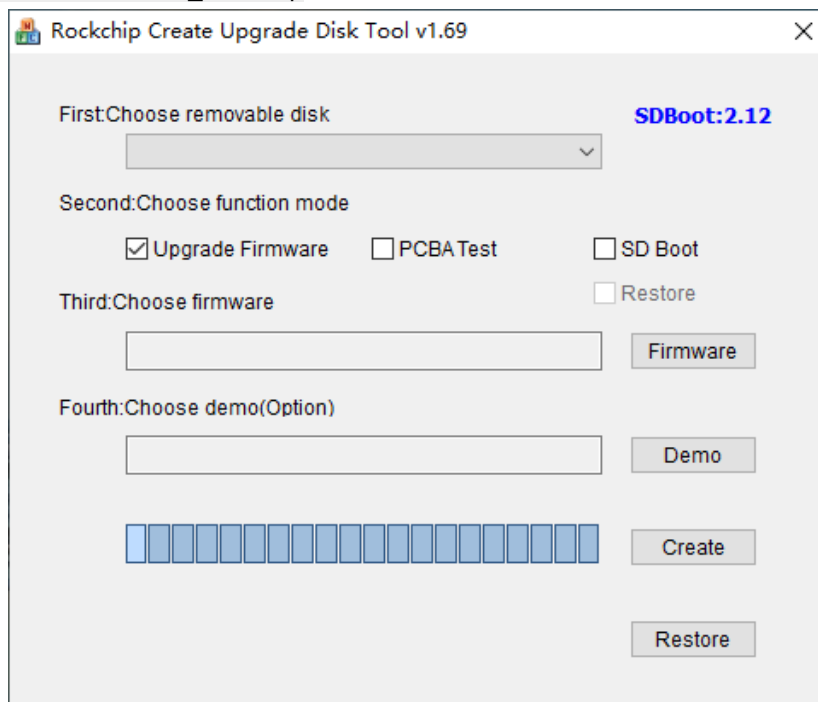 Rockchip Create Upgrade Disk Tool v1.69
First:Choose removable disk
SDBoot:2.12
Second:Choose function mode
Upgrade Firmware
PCBA Test
SD Boot
Restore
Third:Choose firmware
Firmware
Fourth:Choose demo(Option)
Demo
Create
Restore